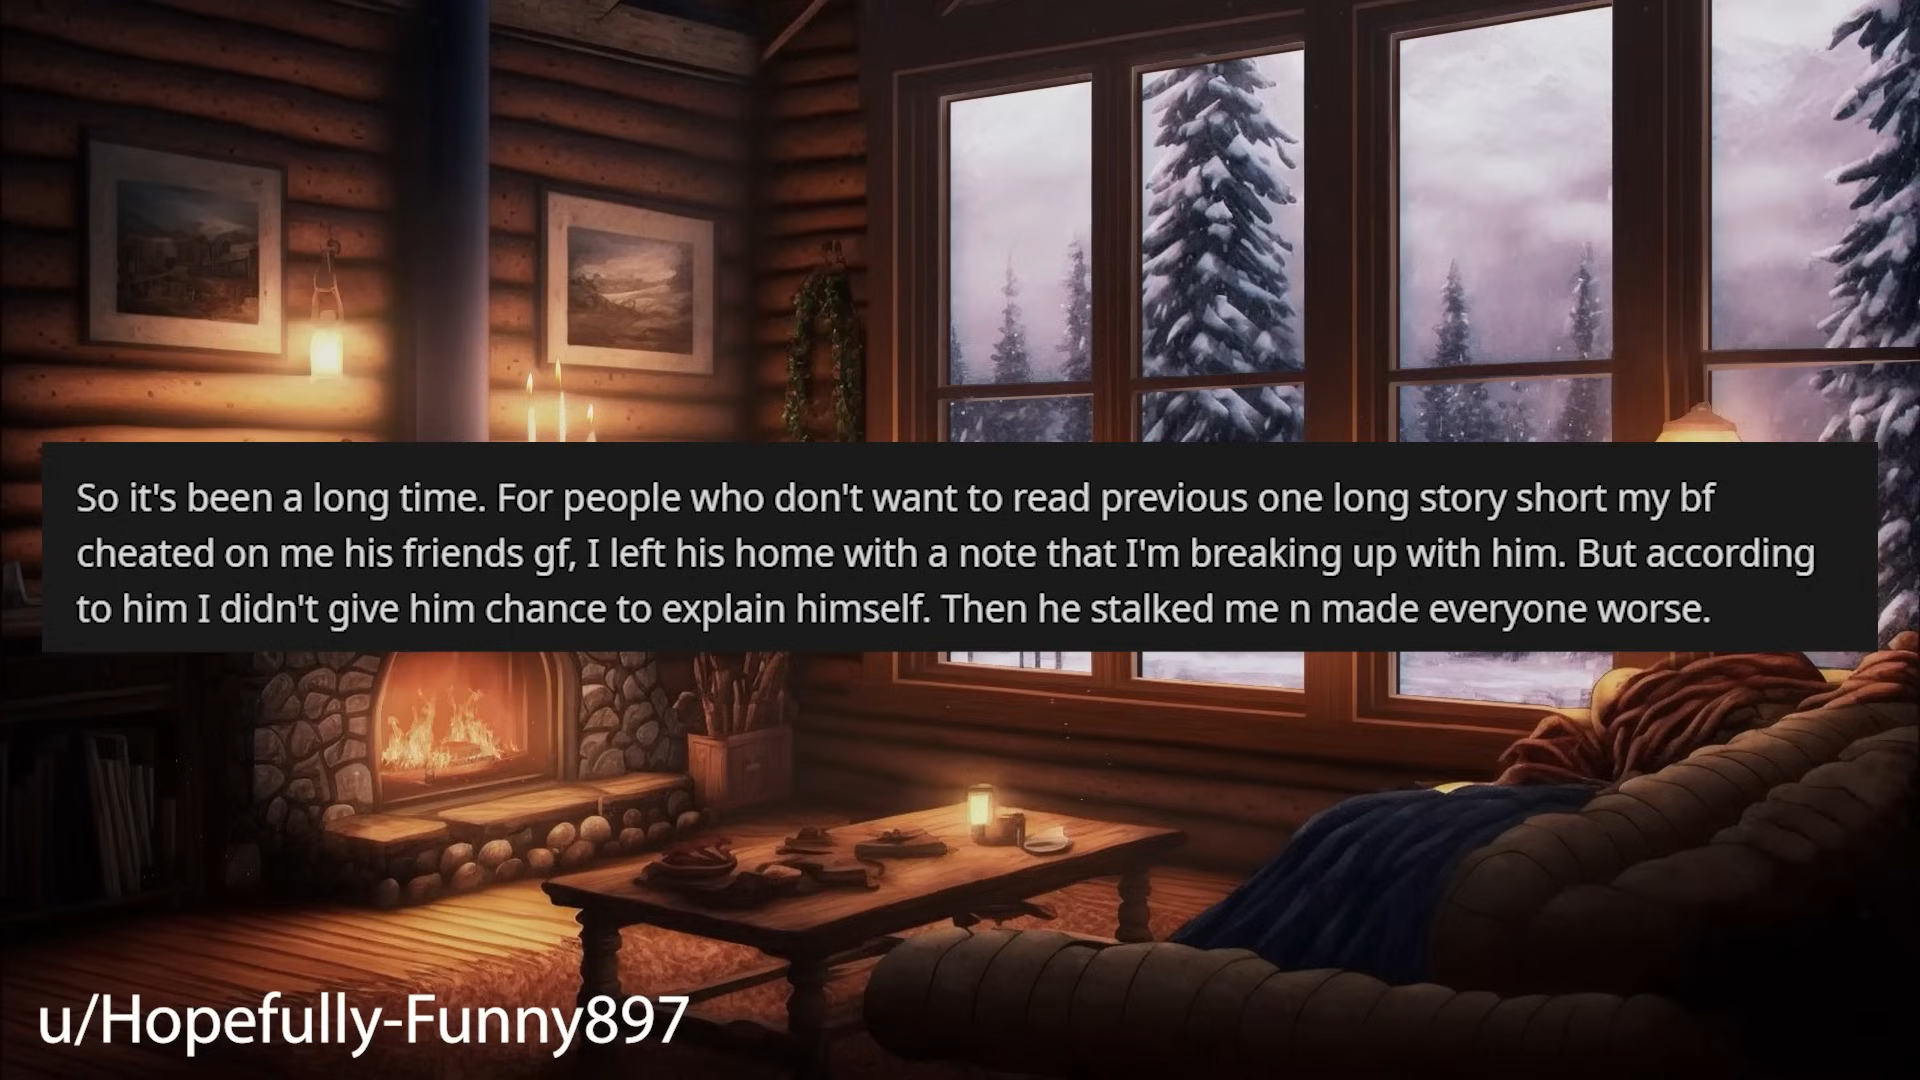 So it's been a long time. For people who don't want to read previous one long story short my bf
cheated on me his friends gf, I left his home with a note that I'm breaking up with him. But according
to him I didn't give him chance to explain himself. Then he stalked me n made everyone worse.
u/Hopefully-Funny897